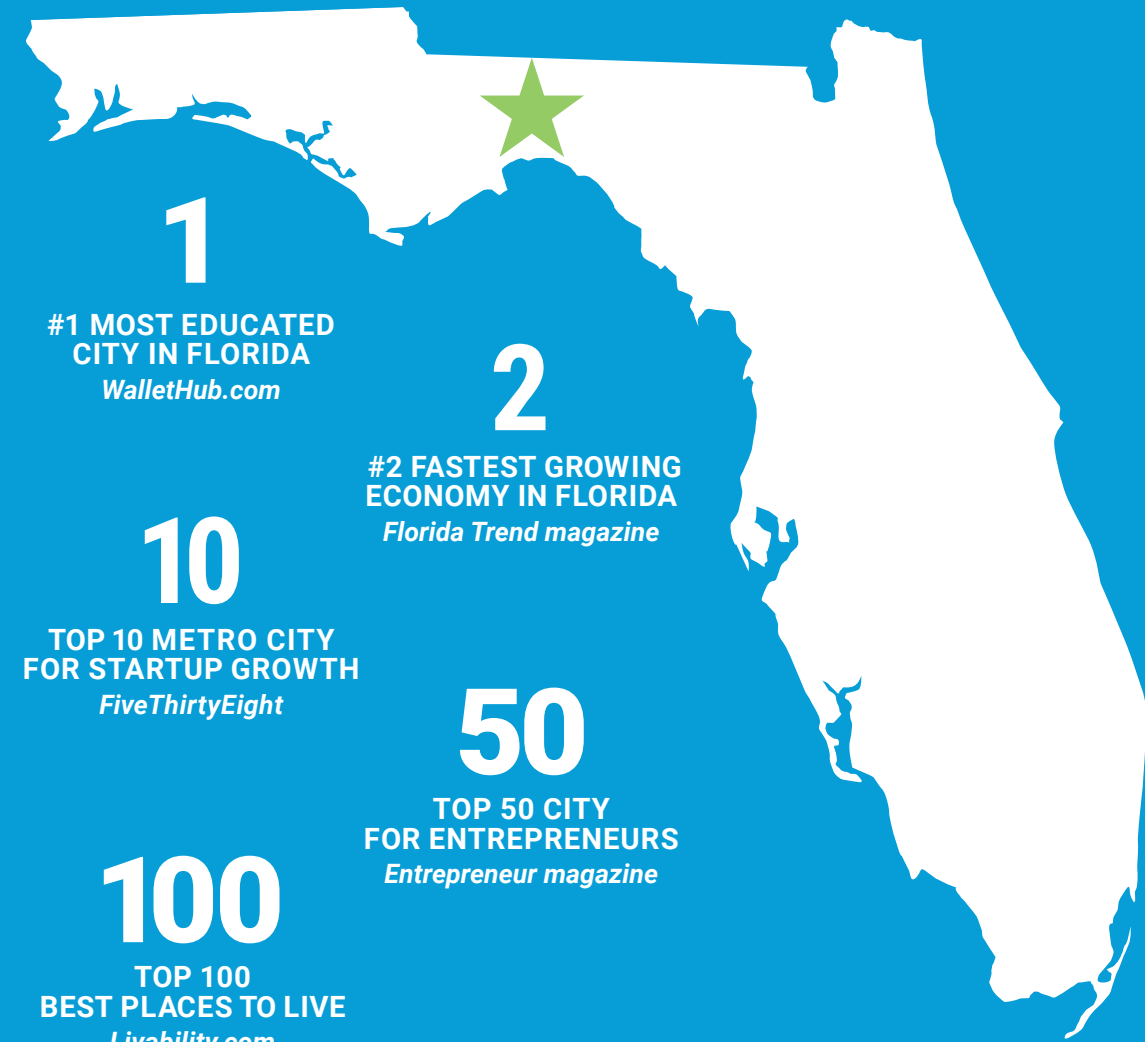 1
#1 MOST EDUCATED
CITY IN FLORIDA
WalletHub.com
2
#2 FASTEST GROWING
ECONOMY IN FLORIDA
Florida Trend magazine
10
TOP 10 METRO CITY
FOR STARTUP GROWTH
FiveThirtyEight
50
TOP 50 CITY
FOR ENTREPRENEURS
Entrepreneur magazine
100
TOP 100
BEST PLACES TO LIVE
Livability.com